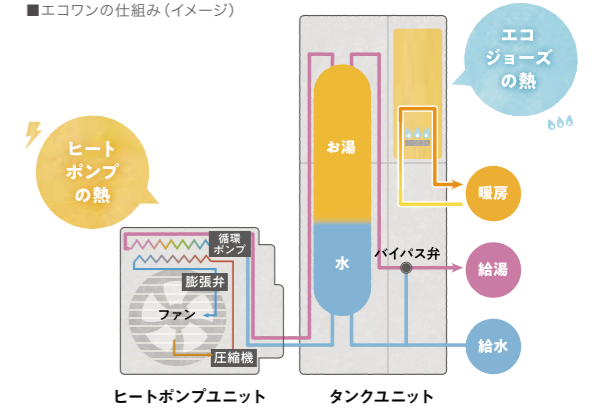 ■エコワンの仕組み（イメージ）
エコ
ジョーズ
の熱
ヒート
ポンプ
の熱
お湯
暖房
循環
ポンプ
水
バイパス弁
給湯
膨張弁
ファン
圧縮機
給水
ヒートポンプユニット
タンクユニット